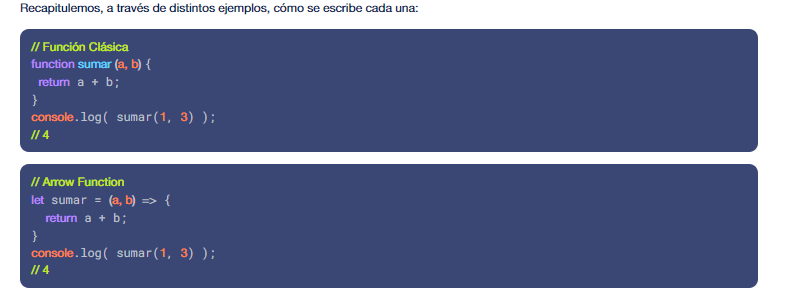 Recapitulemos, a través de distintos ejemplos, cómo se escribe cada una:
// Función Clásica
function sumar (a, b) {
 return a + b;
}
console.log( sumar(1, 3) );
// 4
// Arrow Function
let sumar = (a, b) => {
  return a + b;
}
console.log( sumar(1, 3) );
// 4